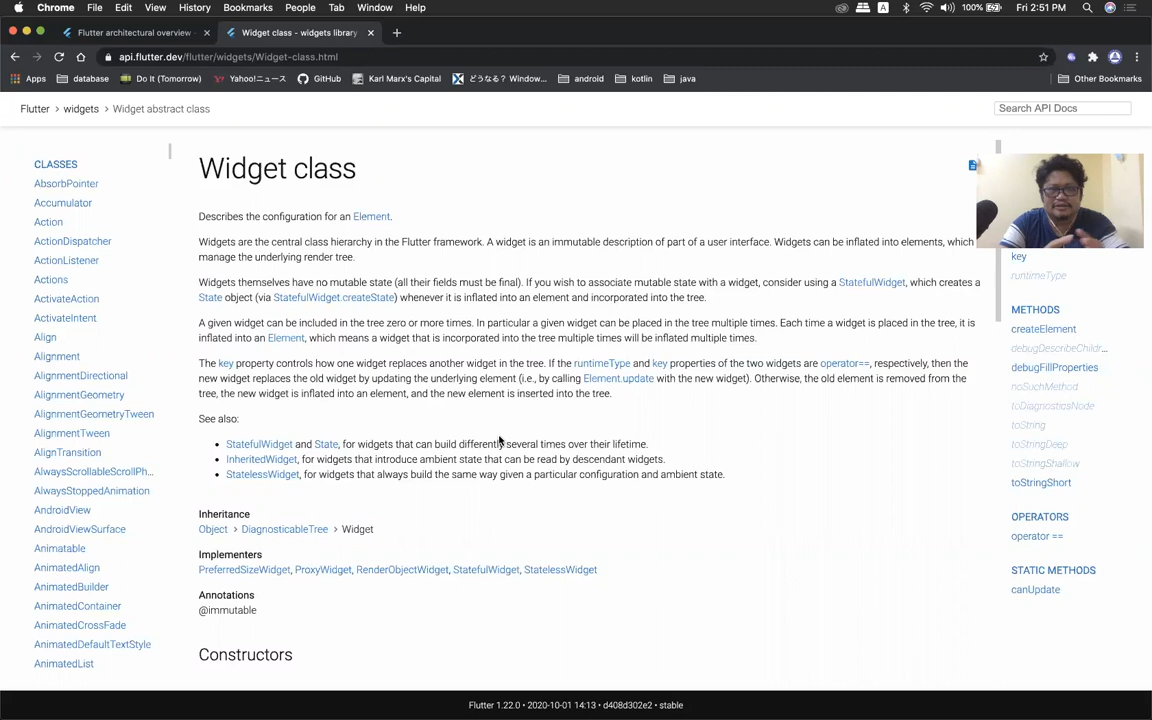 Chrome File Edit View History Bookmarks People Tab Window Help
A 100% Fri 2:51 PM
Flutter architectural overview
Widget class - widgets library
api.flutter.dev/flutter/widgets/Widget-class.html
Apps database Do It (Tomorrow) Yahoo!ニュース GitHub Karl Marx's Capital どうなる? Window... android kotlin java Other Bookmarks
Flutter > widgets > Widget abstract class
Search API Docs
CLASSES
AbsorbPointer
Accumulator
Action
ActionDispatcher
ActionListener
Actions
ActivateAction
ActivateIntent
Align
Alignment
AlignmentDirectional
AlignmentGeometry
AlignmentGeometryTween
AlignmentTween
AlignTransition
AlwaysScrollableScrollPh...
AlwaysStoppedAnimation
AndroidView
AndroidViewSurface
Animatable
AnimatedAlign
AnimatedBuilder
AnimatedContainer
AnimatedCrossFade
AnimatedDefaultTextStyle
AnimatedList
Widget class
Describes the configuration for an Element.
Widgets are the central class hierarchy in the Flutter framework. A widget is an immutable description of part of a user interface. Widgets can be inflated into elements, which
manage the underlying render tree.
Widgets themselves have no mutable state (all their fields must be final). If you wish to associate mutable state with a widget, consider using a StatefulWidget, which creates a
State object (via StatefulWidget.createState) whenever it is inflated into an element and incorporated into the tree.
A given widget can be included in the tree zero or more times. In particular a given widget can be placed in the tree multiple times. Each time a widget is placed in the tree, it is
inflated into an Element, which means a widget that is incorporated into the tree multiple times will be inflated multiple times.
The key property controls how one widget replaces another widget in the tree. If the runtimeType and key properties of the two widgets are operator==, respectively, then the
new widget replaces the old widget by updating the underlying element (i.e., by calling Element.update with the new widget). Otherwise, the old element is removed from the
tree, the new widget is inflated into an element, and the new element is inserted into the tree.
See also:
• StatefulWidget and State, for widgets that can build differently several times over their lifetime.
• InheritedWidget, for widgets that introduce ambient state that can be read by descendant widgets.
• StatelessWidget, for widgets that always build the same way given a particular configuration and ambient state.
Inheritance
Object > DiagnosticableTree > Widget
Implementers
PreferredSizeWidget, ProxyWidget, RenderObjectWidget, StatefulWidget, StatelessWidget
Annotations
@immutable
Constructors
key
runtimeType
METHODS
createElement
debugDescribeChildr...
debugFillProperties
noSuchMethod
toDiagnosticsNode
toString
toStringDeep
toStringShallow
toStringShort
OPERATORS
operator ==
STATIC METHODS
canUpdate
Flutter 1.22.0 • 2020-10-01 14:13 • d408d302e2 • stable